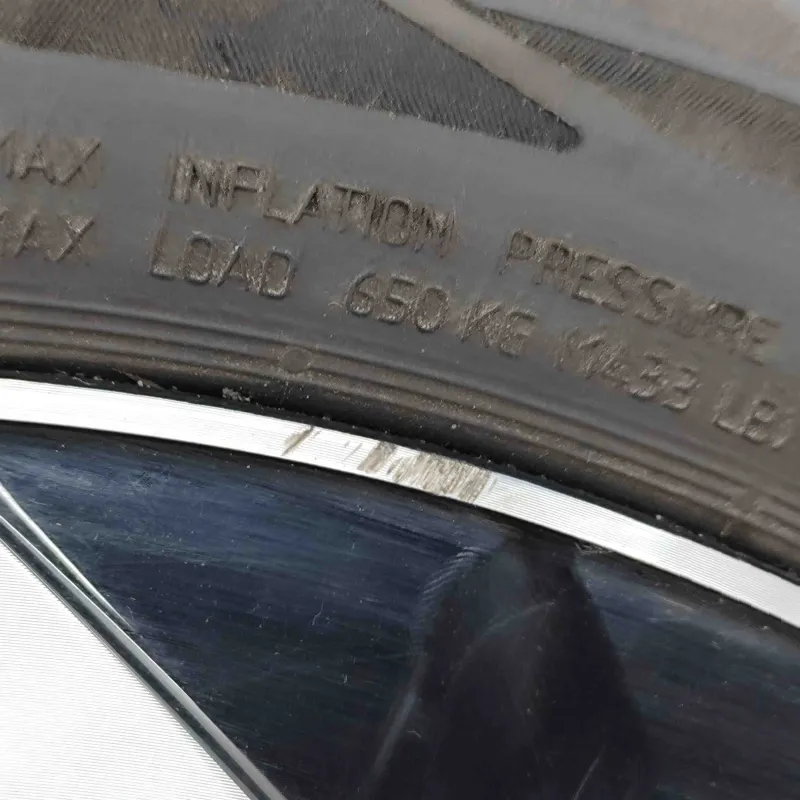 MAX INFLATION PRESSURE
MAX LOAD 650 KG (1433 LB)